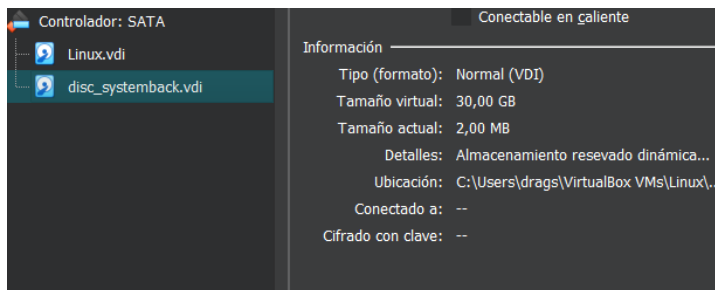 Controlador: SATA
Linux.vdi
disc_systemback.vdi
Conectable en caliente
Información
Tipo (formato): Normal (VDI)
Tamaño virtual: 30,00 GB
Tamaño actual: 2,00 MB
Detalles: Almacenamiento resevado dinámica...
Ubicación: C:\Users\drags\VirtualBox VMs\Linux\..
Conectado a: --
Cifrado con clave: --